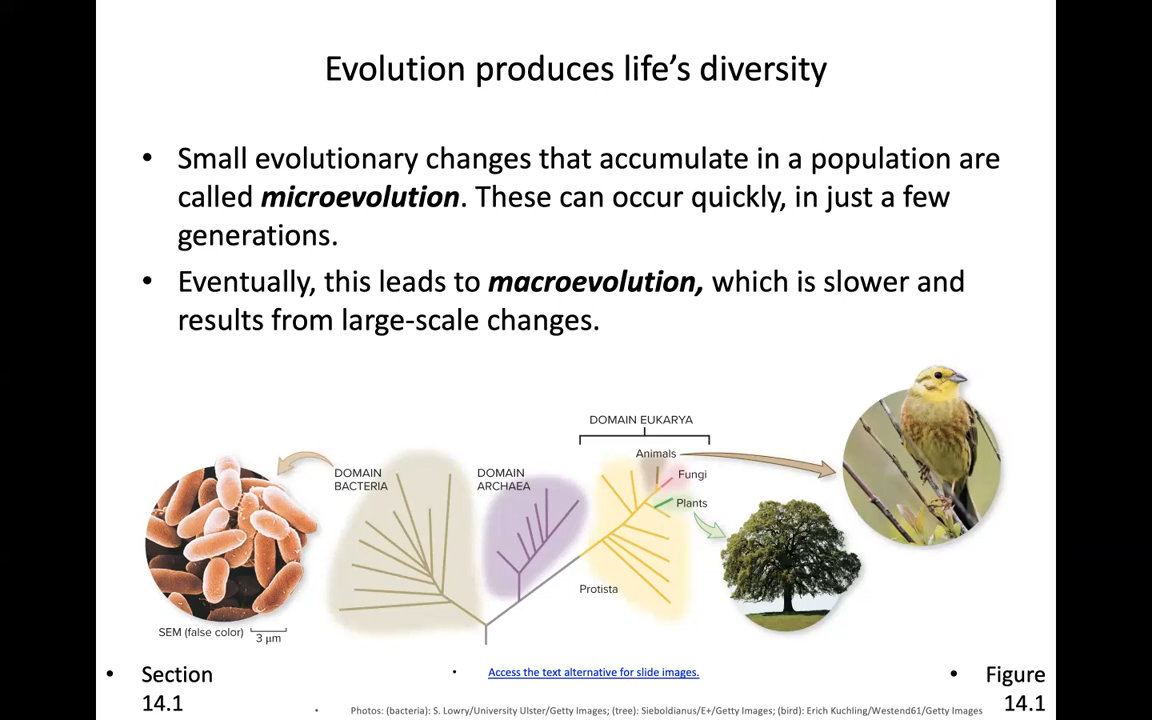 Evolution produces life’s diversity
• Small evolutionary changes that accumulate in a population are
called microevolution. These can occur quickly, in just a few
generations.
• Eventually, this leads to macroevolution, which is slower and
results from large-scale changes.
DOMAIN EUKARYA
Animals
Fungi
Plants
DOMAIN
BACTERIA
DOMAIN
ARCHAEA
Protista
SEM (false color)
3 µm
• Section
14.1
• Access the text alternative for slide images.
• Figure
14.1
• Photos: (bacteria): S. Lowry/University Ulster/Getty Images; (tree): Sieboldianus/E+/Getty Images; (bird): Erich Kuchling/Westend61/Getty Images